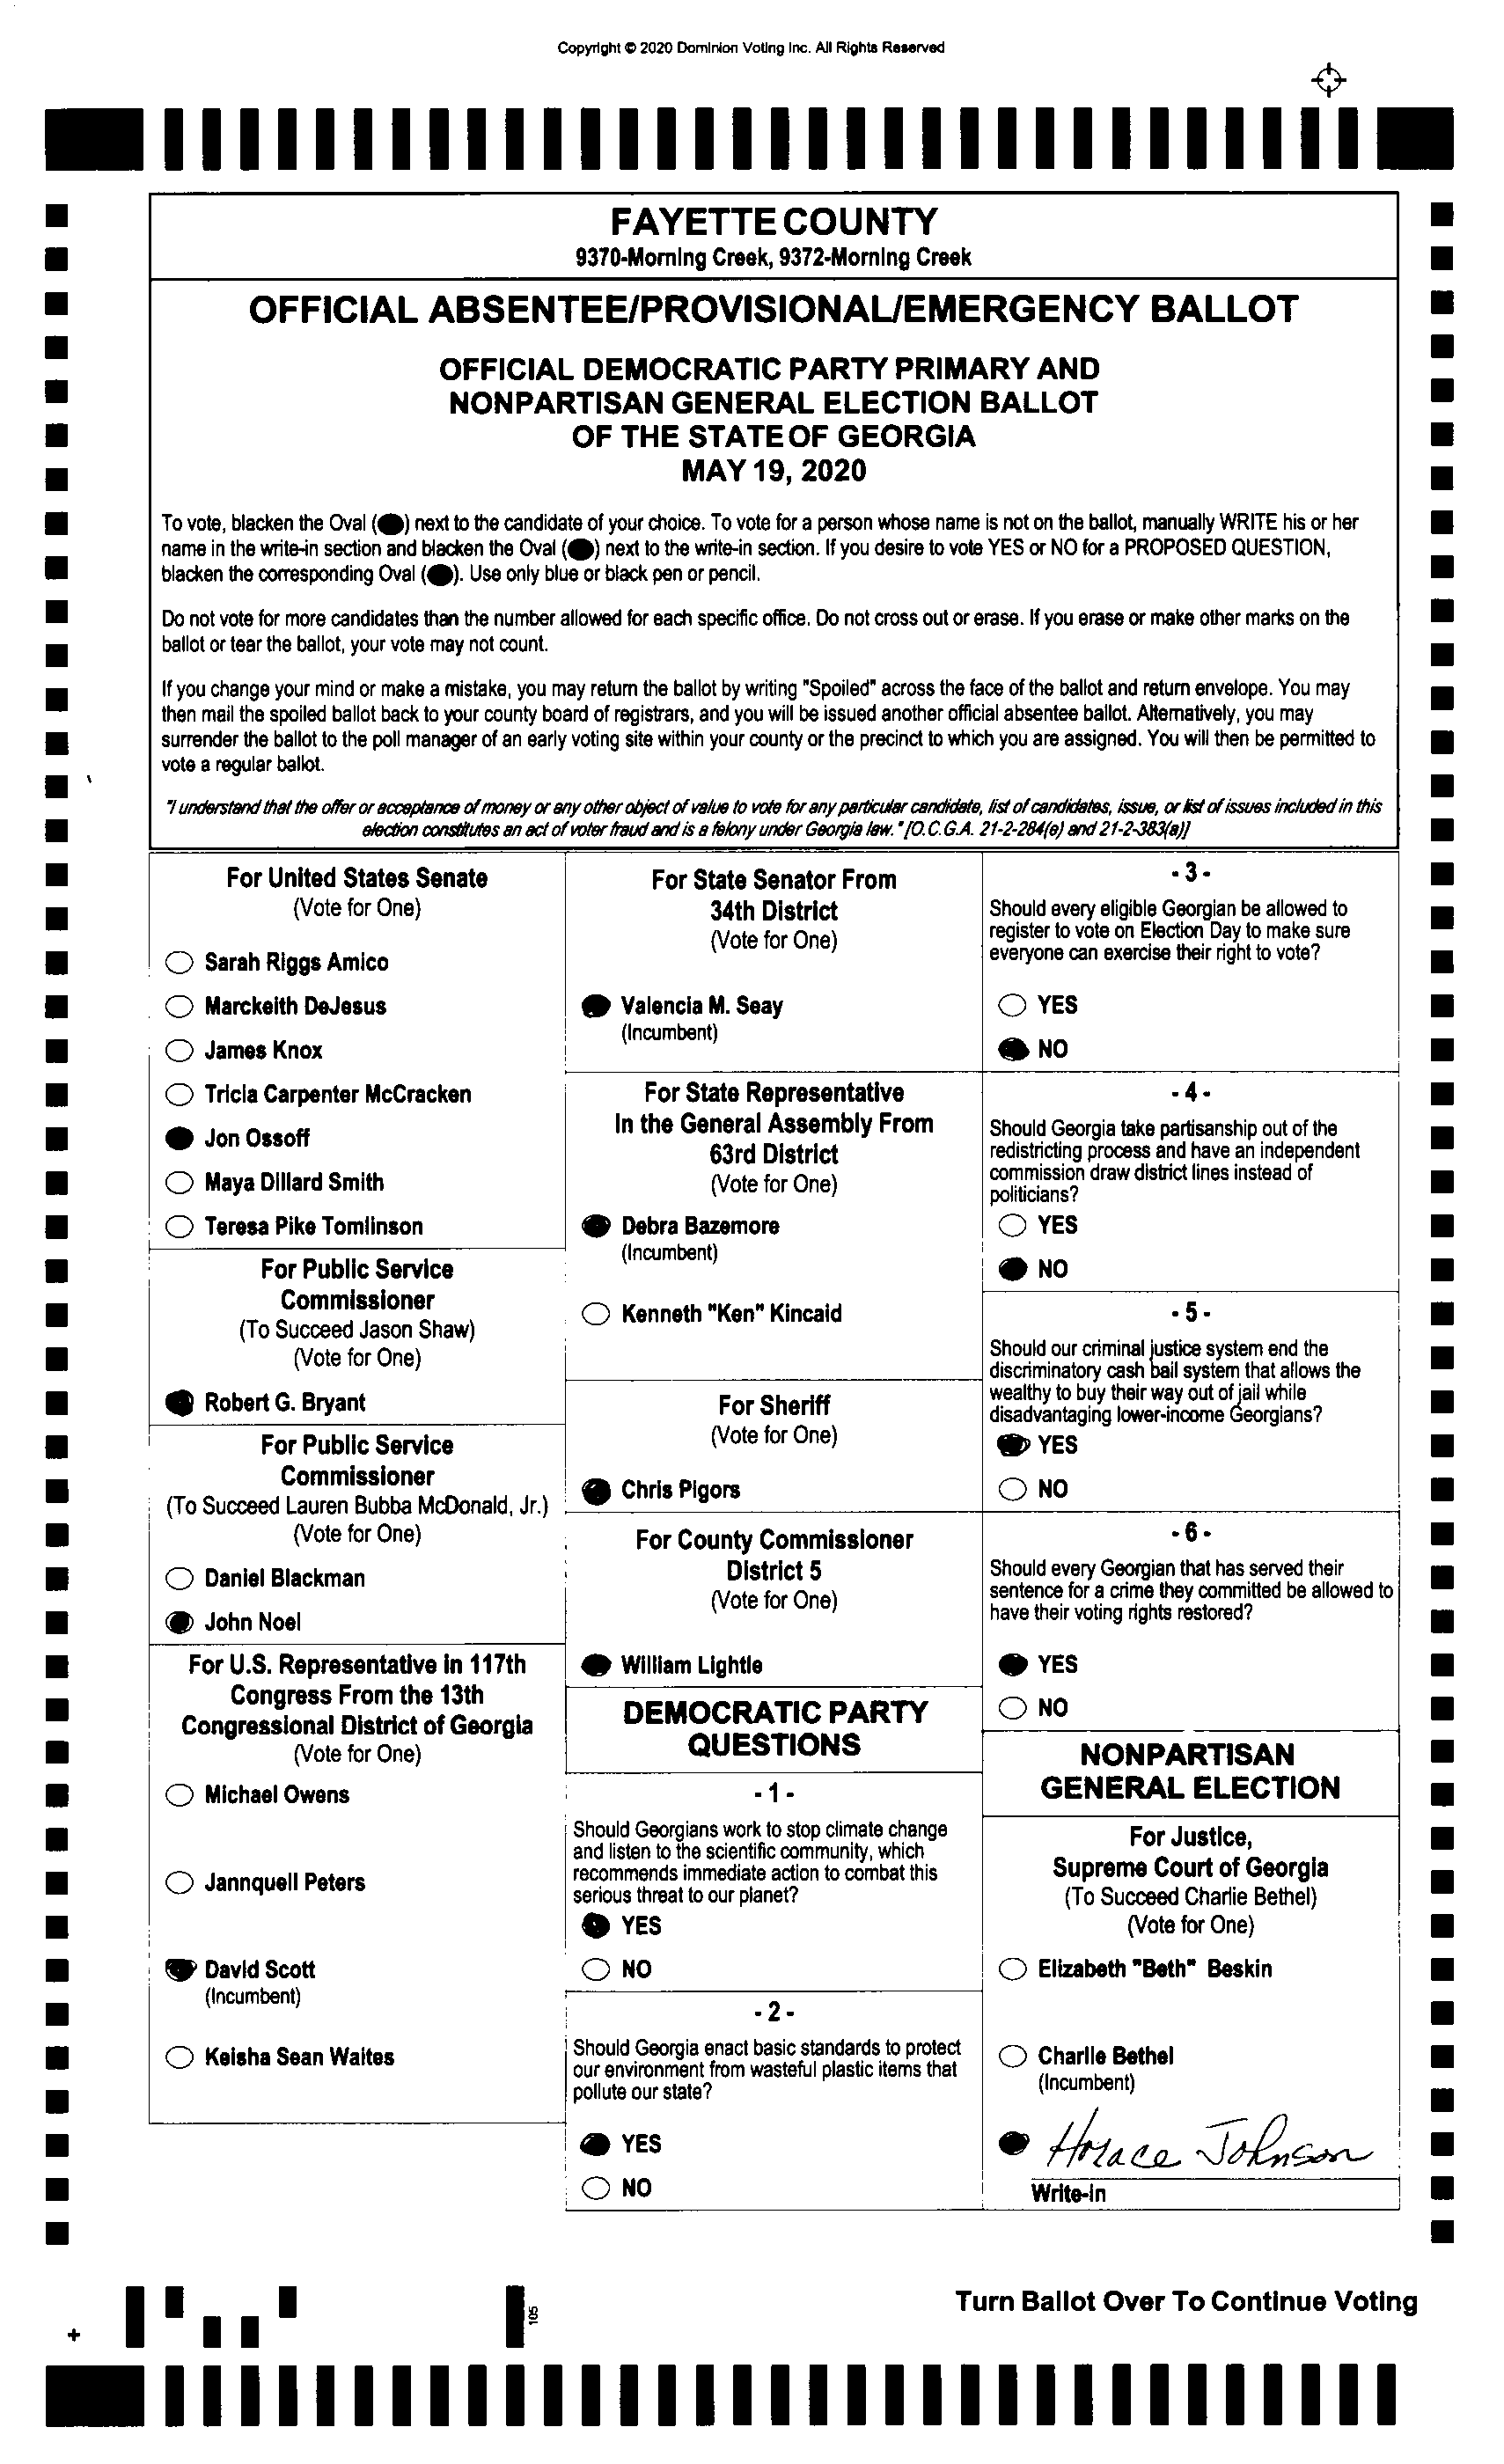 Copyright © 2020 Dominion Voting Inc. All Rights Reserved
FAYETTE COUNTY
9370-Morning Creek, 9372-Morning Creek
OFFICIAL ABSENTEE/PROVISIONAL/EMERGENCY BALLOT
OFFICIAL DEMOCRATIC PARTY PRIMARY AND
NONPARTISAN GENERAL ELECTION BALLOT
OF THE STATE OF GEORGIA
MAY 19, 2020
To vote, blacken the Oval (⬬) next to the candidate of your choice. To vote for a person whose name is not on the ballot, manually WRITE his or her
name in the write-in section and blacken the Oval (⬬) next to the write-in section. If you desire to vote YES or NO for a PROPOSED QUESTION,
blacken the corresponding Oval (⬬). Use only blue or black pen or pencil.
Do not vote for more candidates than the number allowed for each specific office. Do not cross out or erase. If you erase or make other marks on the
ballot or tear the ballot, your vote may not count.
If you change your mind or make a mistake, you may return the ballot by writing "Spoiled" across the face of the ballot and return envelope. You may
then mail the spoiled ballot back to your county board of registrars, and you will be issued another official absentee ballot. Alternatively, you may
surrender the ballot to the poll manager of an early voting site within your county or the precinct to which you are assigned. You will then be permitted to
vote a regular ballot.
"I understand that the offer or acceptance of money or any other object of value to vote for any particular candidate, list of candidates, issue, or list of issues included in this
election constitutes an act of voter fraud and is a felony under Georgia law." [O.C.G.A. 21-2-284(e) and 21-2-383(a)]
For United States Senate
(Vote for One)
Sarah Riggs Amico
Marckeith DeJesus
James Knox
Tricia Carpenter McCracken
Jon Ossoff
Maya Dillard Smith
Teresa Pike Tomlinson
For Public Service
Commissioner
(To Succeed Jason Shaw)
(Vote for One)
Robert G. Bryant
For Public Service
Commissioner
(To Succeed Lauren Bubba McDonald, Jr.)
(Vote for One)
Daniel Blackman
John Noel
For U.S. Representative in 117th
Congress From the 13th
Congressional District of Georgia
(Vote for One)
Michael Owens
Jannquell Peters
David Scott
(Incumbent)
Keisha Sean Waites
For State Senator From
34th District
(Vote for One)
Valencia M. Seay
(Incumbent)
For State Representative
In the General Assembly From
63rd District
(Vote for One)
Debra Bazemore
(Incumbent)
Kenneth "Ken" Kincaid
For Sheriff
(Vote for One)
Chris Pigors
For County Commissioner
District 5
(Vote for One)
William Lightle
DEMOCRATIC PARTY
QUESTIONS
- 1 -
Should Georgians work to stop climate change
and listen to the scientific community, which
recommends immediate action to combat this
serious threat to our planet?
YES
NO
- 2 -
Should Georgia enact basic standards to protect
our environment from wasteful plastic items that
pollute our state?
YES
NO
- 3 -
Should every eligible Georgian be allowed to
register to vote on Election Day to make sure
everyone can exercise their right to vote?
YES
NO
- 4 -
Should Georgia take partisanship out of the
redistricting process and have an independent
commission draw district lines instead of
politicians?
YES
NO
- 5 -
Should our criminal justice system end the
discriminatory cash bail system that allows the
wealthy to buy their way out of jail while
disadvantaging lower-income Georgians?
YES
NO
- 6 -
Should every Georgian that has served their
sentence for a crime they committed be allowed to
have their voting rights restored?
YES
NO
NONPARTISAN
GENERAL ELECTION
For Justice,
Supreme Court of Georgia
(To Succeed Charlie Bethel)
(Vote for One)
Elizabeth "Beth" Beskin
Charlie Bethel
(Incumbent)
Horace Johnson
Write-in
Turn Ballot Over To Continue Voting
105